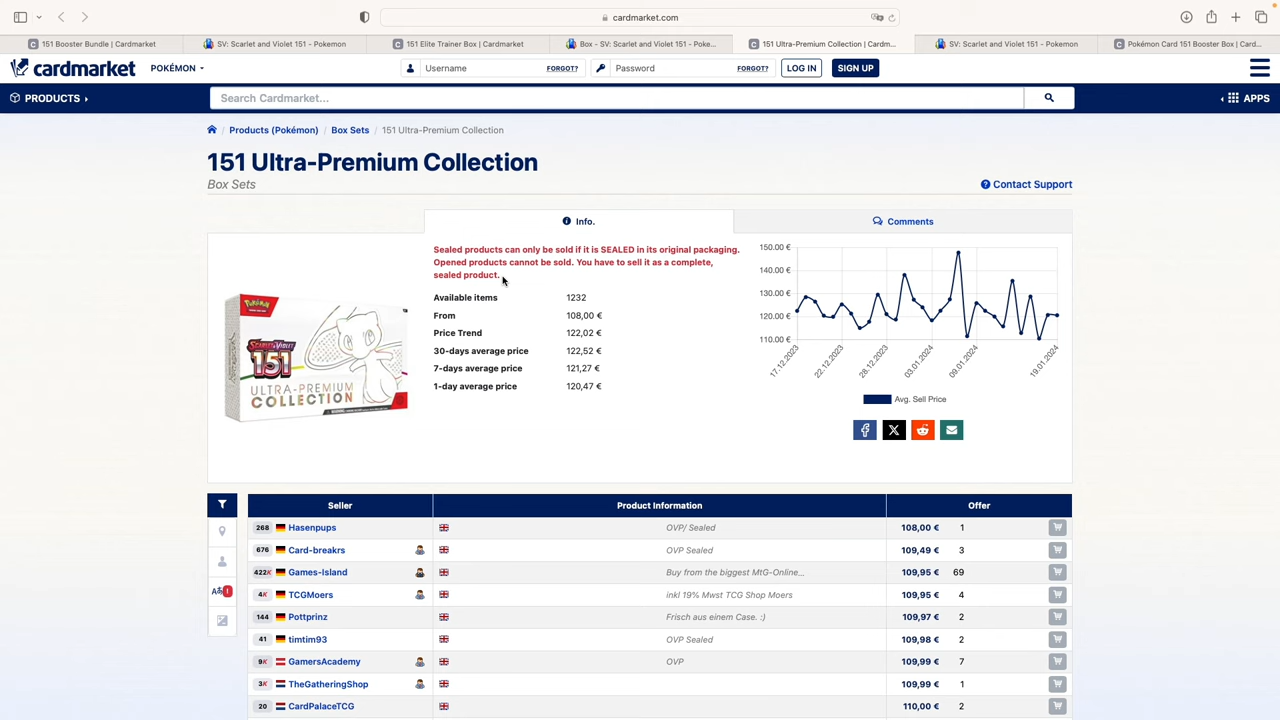 cardmarket.com
151 Booster Bundle | Cardmarket
SV: Scarlet and Violet 151 - Pokemon
151 Elite Trainer Box | Cardmarket
Box - SV: Scarlet and Violet 151 - Poke...
151 Ultra-Premium Collection | Cardm...
SV: Scarlet and Violet 151 - Pokemon
Pokémon Card 151 Booster Box | Card...
cardmarket
POKÉMON
Username
FORGOT?
Password
FORGOT?
LOG IN
SIGN UP
PRODUCTS
Search Cardmarket...
APPS
/ Products (Pokémon) / Box Sets / 151 Ultra-Premium Collection
151 Ultra-Premium Collection
Box Sets
Contact Support
Info.
Comments
Sealed products can only be sold if it is SEALED in its original packaging.
Opened products cannot be sold. You have to sell it as a complete,
sealed product.
Available items 1232
From 108,00 €
Price Trend 122,02 €
30-days average price 122,52 €
7-days average price 121,27 €
1-day average price 120,47 €
150.00 €
140.00 €
130.00 €
120.00 €
110.00 €
17.12.2023
22.12.2023
28.12.2023
03.01.2024
09.01.2024
19.01.2024
Avg. Sell Price
Pokémon
SCARLET & VIOLET
151
ULTRA-PREMIUM
COLLECTION
Seller Product Information Offer
268 Hasenpups OVP/ Sealed 108,00 € 1
676 Card-breakrs OVP Sealed 109,49 € 3
422K Games-Island Buy from the biggest MtG-Online... 109,95 € 69
4K TCGMoers inkl 19% Mwst TCG Shop Moers 109,95 € 4
144 Pottprinz Frisch aus einem Case. :) 109,97 € 2
41 timtim93 OVP Sealed 109,98 € 2
9K GamersAcademy OVP 109,99 € 7
3K TheGatheringShop 109,99 € 1
20 CardPalaceTCG 110,00 € 2